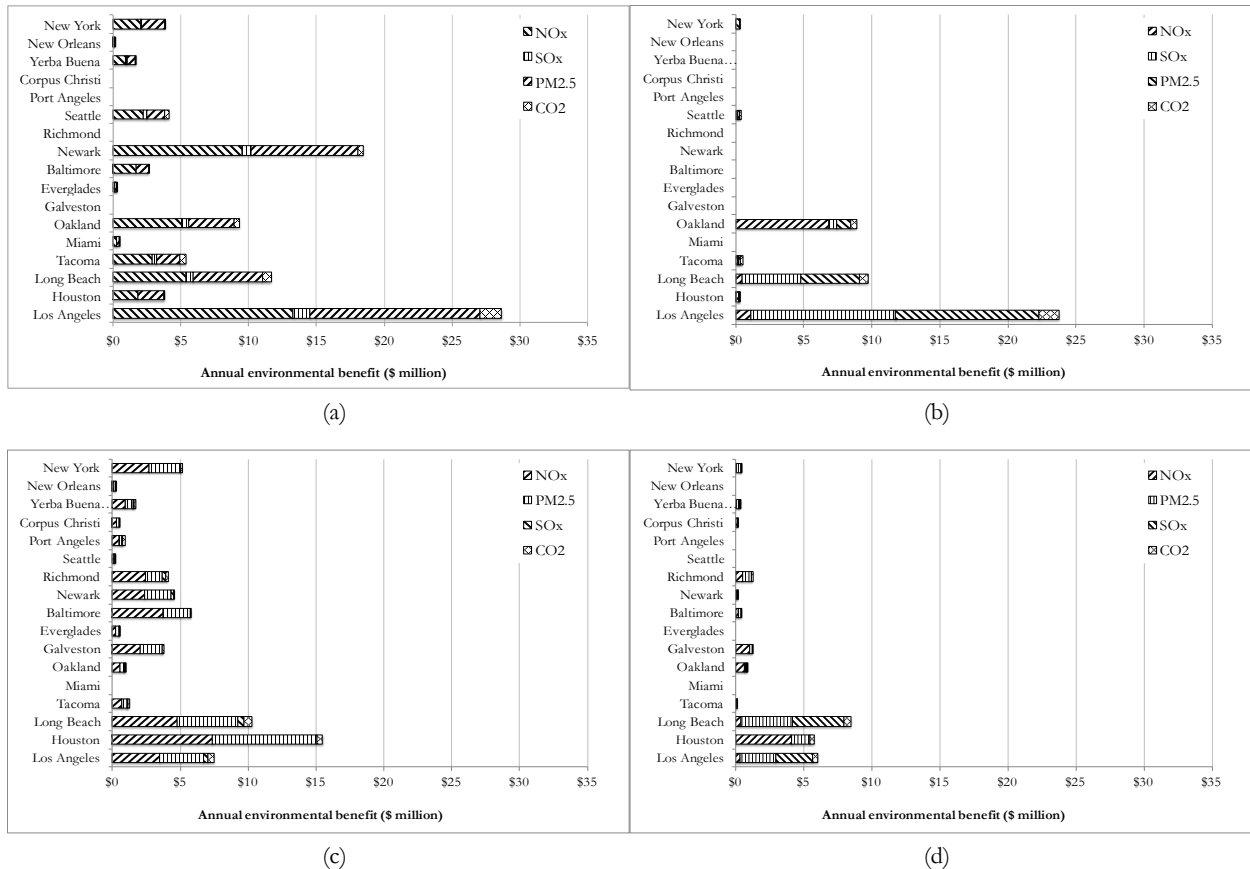 New York
New Orleans
Yerba Buena
Corpus Christi
Port Angeles
Seattle
Richmond
Newark
Baltimore
Everglades
Galveston
Oakland
Miami
Tacoma
Long Beach
Houston
Los Angeles
NOx
SOx
PM2.5
CO2
$0 $5 $10 $15 $20 $25 $30 $35
Annual environmental benefit ($ million)
(a)
New York
New Orleans
Yerba Buena…
Corpus Christi
Port Angeles
Seattle
Richmond
Newark
Baltimore
Everglades
Galveston
Oakland
Miami
Tacoma
Long Beach
Houston
Los Angeles
NOx
SOx
PM2.5
CO2
$0 $5 $10 $15 $20 $25 $30 $35
Annual environmental benefit ($ million)
(b)
New York
New Orleans
Yerba Buena…
Corpus Christi
Port Angeles
Seattle
Richmond
Newark
Baltimore
Everglades
Galveston
Oakland
Miami
Tacoma
Long Beach
Houston
Los Angeles
NOx
PM2.5
SOx
CO2
$0 $5 $10 $15 $20 $25 $30 $35
Annual environmental benefit ($ million)
(c)
New York
New Orleans
Yerba Buena…
Corpus Christi
Port Angeles
Seattle
Richmond
Newark
Baltimore
Everglades
Galveston
Oakland
Miami
Tacoma
Long Beach
Houston
Los Angeles
NOx
PM2.5
SOx
CO2
$0 $5 $10 $15 $20 $25 $30 $35
Annual environmental benefit ($ million)
(d)